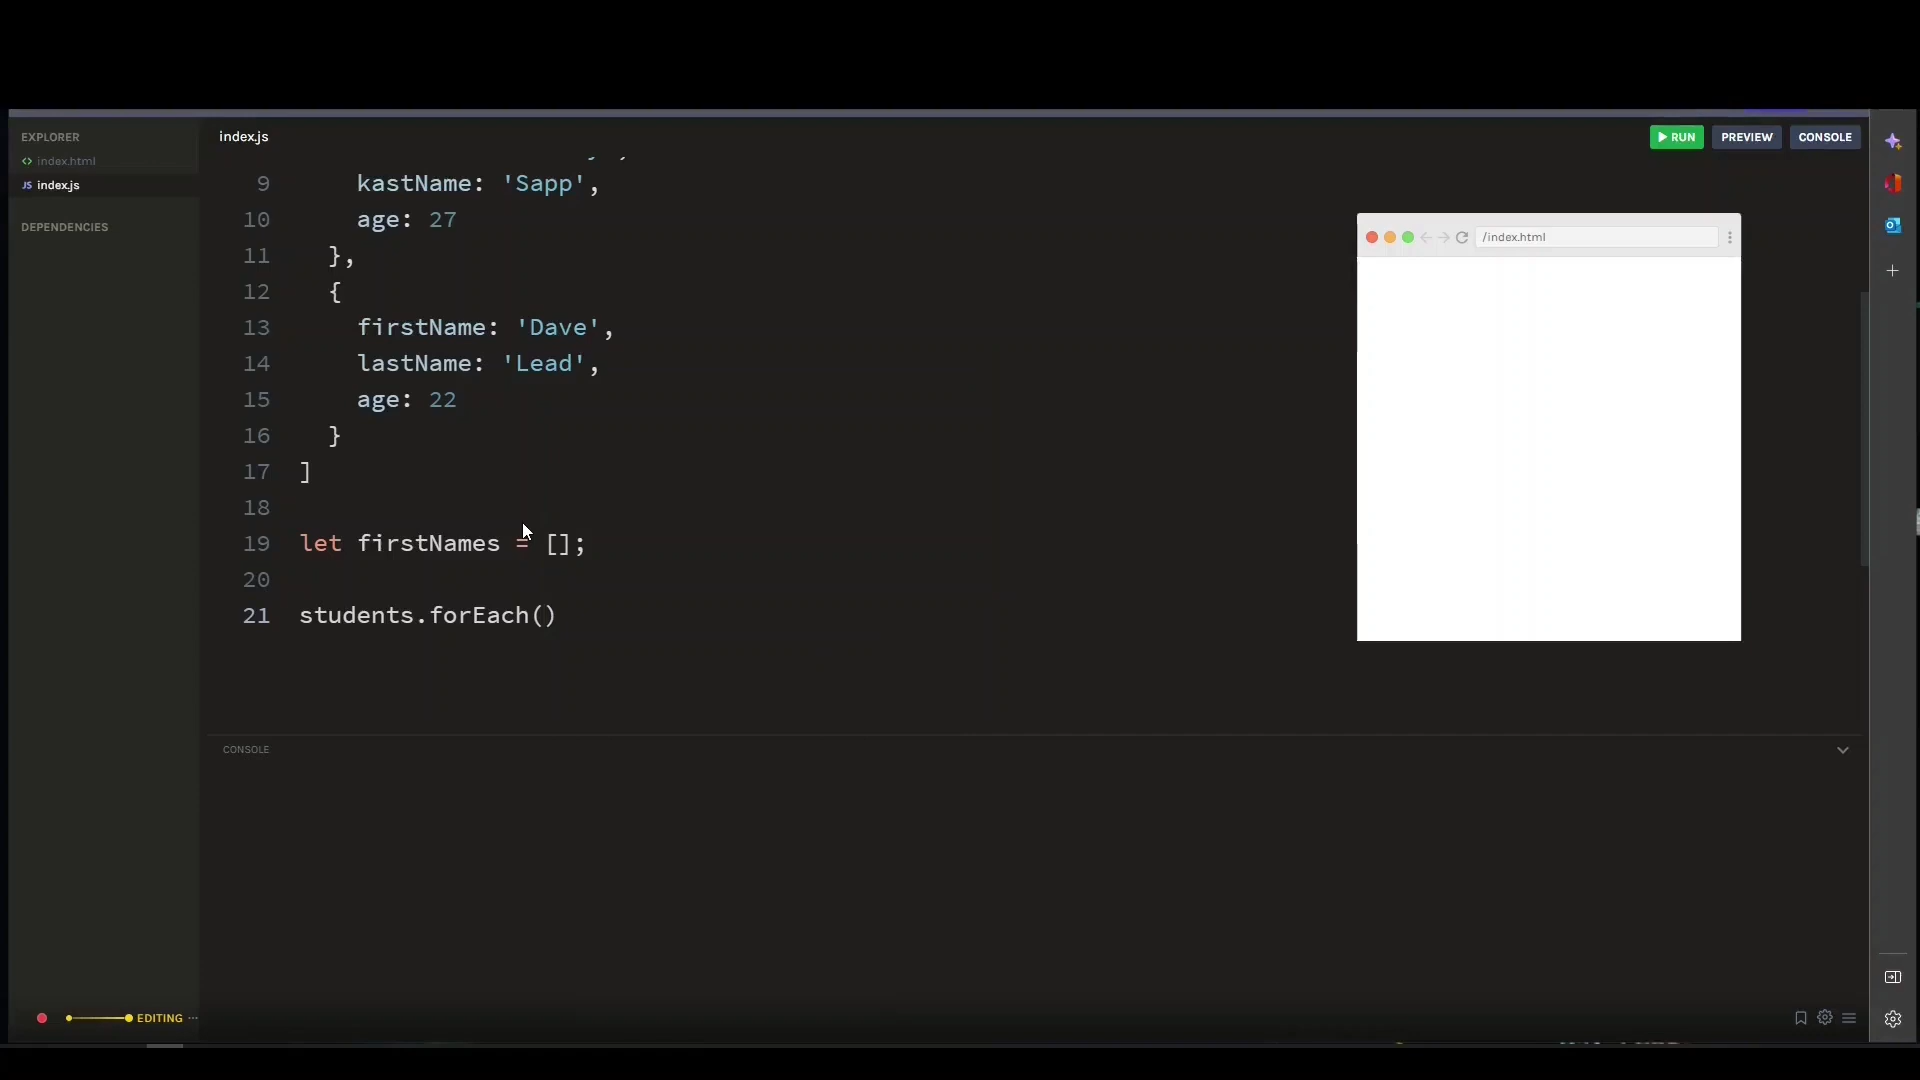 EXPLORER
index.html
JS index.js
DEPENDENCIES
index.js
RUN
PREVIEW
CONSOLE
9 kastName: 'Sapp',
10 age: 27
11 },
12 {
13 firstName: 'Dave',
14 lastName: 'Lead',
15 age: 22
16 }
17 ]
18
19 let firstNames = [];
20
21 students.forEach()
/index.html
CONSOLE
EDITING ...